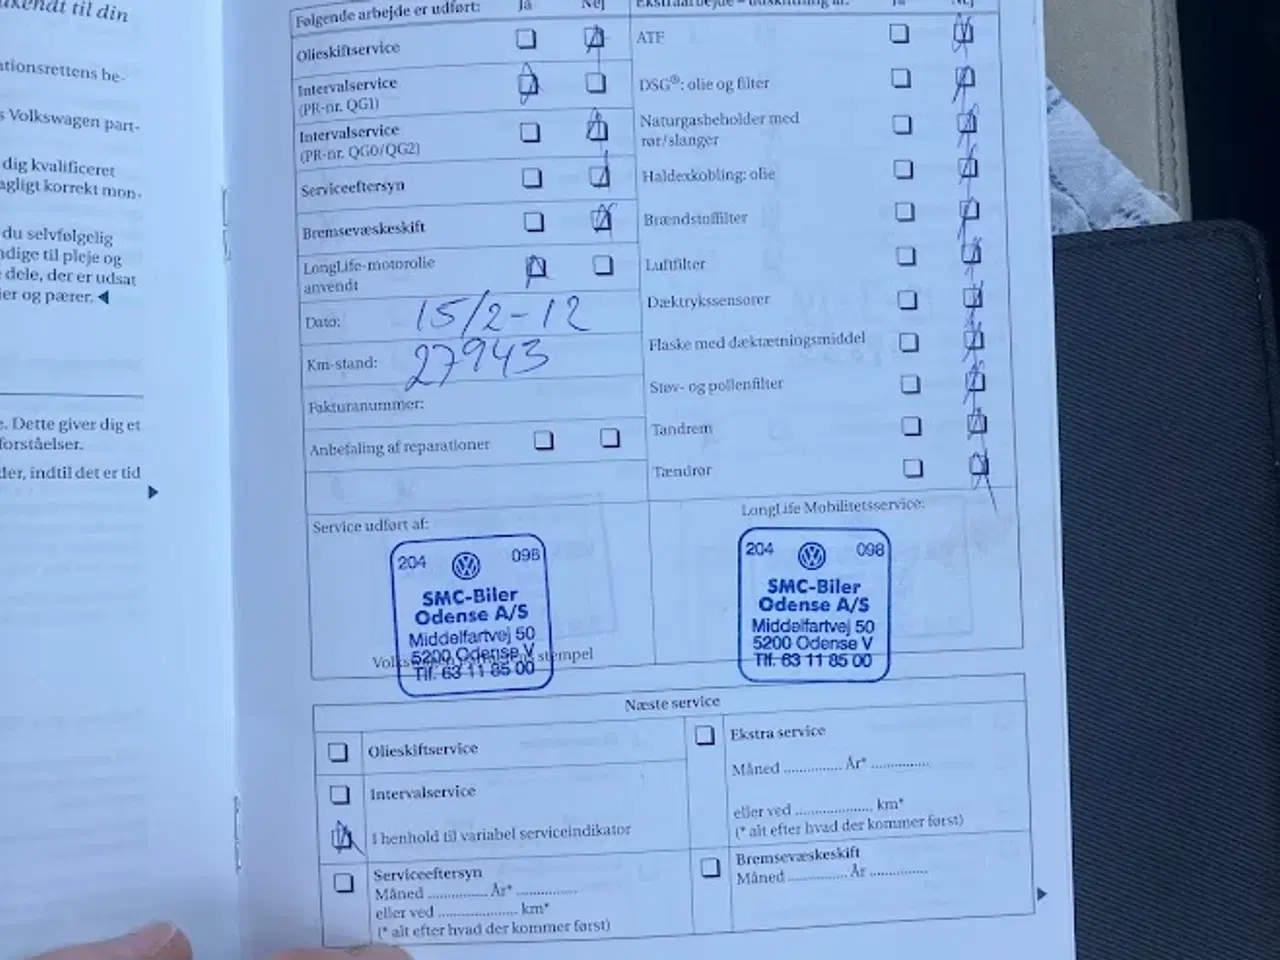 kendt til din
ationsrettens be-
s Volkswagen part-
dig kvalificeret
agligt korrekt mon-
du selvfølgelig
ndige til pleje og
dele, der er udsat
ier og pærer.
e. Dette giver dig et
forståelser.
der, indtil det er tid
Følgende arbejde er udført: Ja Nej
Olieskiftservice
Intervalservice
(PR-nr. QG1)
Intervalservice
(PR-nr. QG0/QG2)
Serviceeftersyn
Bremsevæskeskift
LongLife-motorolie
anvendt
Dato: 15/2-12
Km-stand: 27943
Fakturanummer:
Anbefaling af reparationer
Ekstraarbejde – udskiftning af: Ja Nej
ATF
DSG®: olie og filter
Naturgasbeholder med
rør/slanger
Haldexkobling: olie
Brændstoffilter
Luftfilter
Dæktrykssensorer
Flaske med dæktætningsmiddel
Støv- og pollenfilter
Tandrem
Tændrør
Service udført af:
204 098
SMC-Biler
Odense A/S
Middelfartvej 50
5200 Odense V
Tlf. 63 11 85 00
Volkswagen partnerens stempel
LongLife Mobilitetsservice:
204 098
SMC-Biler
Odense A/S
Middelfartvej 50
5200 Odense V
Tlf. 63 11 85 00
Næste service
Olieskiftservice
Intervalservice
I henhold til variabel serviceindikator
Serviceeftersyn
Måned .............. År* ..............
eller ved .................. km*
(* alt efter hvad der kommer først)
Ekstra service
Måned .............. År* ..............
eller ved .................. km*
(* alt efter hvad der kommer først)
Bremsevæskeskift
Måned .............. År ..............